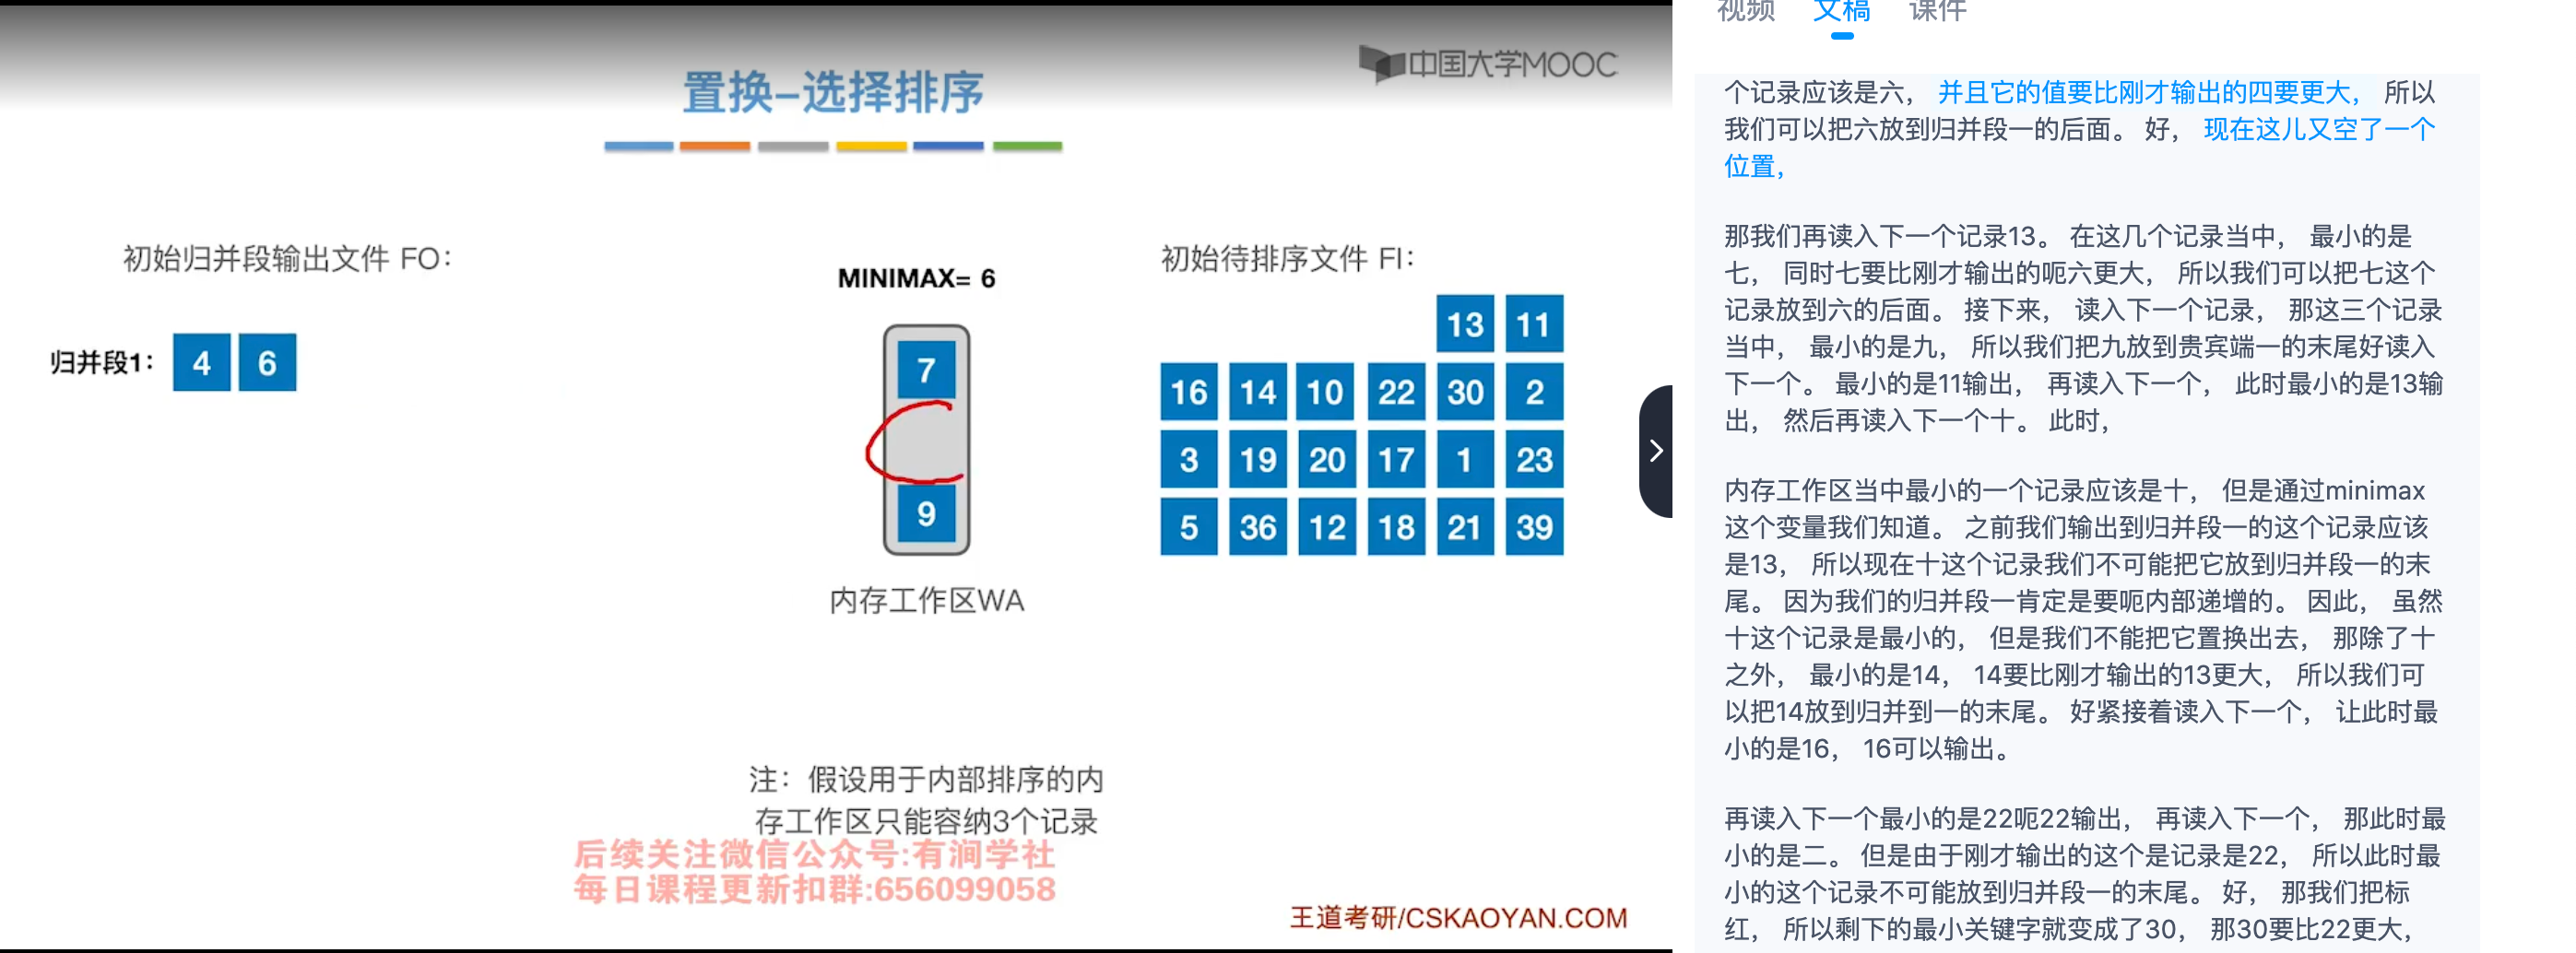 中国大学MOOC
置换–选择排序
初始归并段输出文件 FO：
归并段1：
4 6
MINIMAX= 6
7
9
内存工作区WA
初始待排序文件 FI：
13 11
16 14 10 22 30 2
3 19 20 17 1 23
5 36 12 18 21 39
注：假设用于内部排序的内
存工作区只能容纳3个记录
后续关注微信公众号:有涧学社
每日课程更新扣群:656099058
王道考研/CSKAOYAN.COM
视频 文稿 课件
个记录应该是六， 并且它的值要比刚才输出的四要更大， 所以
我们可以把六放到归并段一的后面。 好， 现在这儿又空了一个
位置，
那我们再读入下一个记录13。 在这几个记录当中， 最小的是
七， 同时七要比刚才输出的呃六更大， 所以我们可以把七这个
记录放到六的后面。 接下来， 读入下一个记录， 那这三个记录
当中， 最小的是九， 所以我们把九放到贵宾端一的末尾好读入
下一个。 最小的是11输出， 再读入下一个， 此时最小的是13输
出， 然后再读入下一个十。 此时，
内存工作区当中最小的一个记录应该是十， 但是通过minimax
这个变量我们知道。 之前我们输出到归并段一的这个记录应该
是13， 所以现在十这个记录我们不可能把它放到归并段一的末
尾。 因为我们的归并段一肯定是要呃内部递增的。 因此， 虽然
十这个记录是最小的， 但是我们不能把它置换出去， 那除了十
之外， 最小的是14， 14要比刚才输出的13更大， 所以我们可
以把14放到归并到一的末尾。 好紧接着读入下一个， 让此时最
小的是16， 16可以输出。
再读入下一个最小的是22呃22输出， 再读入下一个， 那此时最
小的是二。 但是由于刚才输出的这个是记录是22， 所以此时最
小的这个记录不可能放到归并段一的末尾。 好， 那我们把标
红， 所以剩下的最小关键字就变成了30， 那30要比22更大，